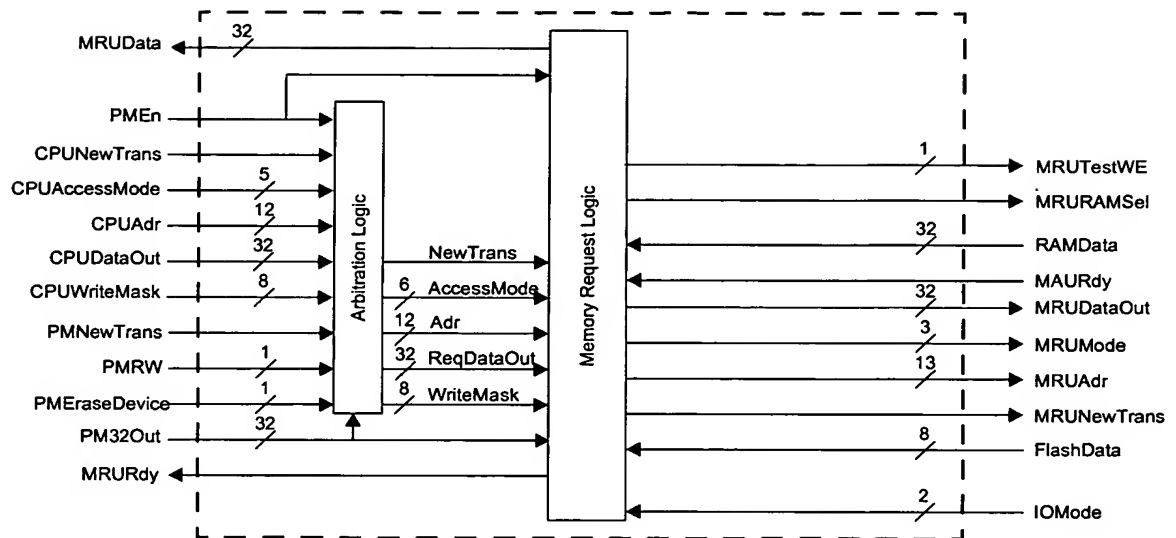 32
MRUData
PMEn
CPUNewTrans
1
MRUTestWE
CPUAccessMode
5
MRURAMSel
CPUAdr
12
32
RAMData
CPUDataOut
32
NewTrans
MAURdy
CPUWriteMask
8
6
AccessMode
32
MRUDataOut
PMNewTrans
12
Adr
3
MRUMode
PMRW
1
32
ReqDataOut
13
MRUAdr
PMEraseDevice
1
8
WriteMask
MRUNewTrans
PM32Out
32
8
FlashData
MRURdy
2
IOMode
Arbitration Logic
Memory Request Logic